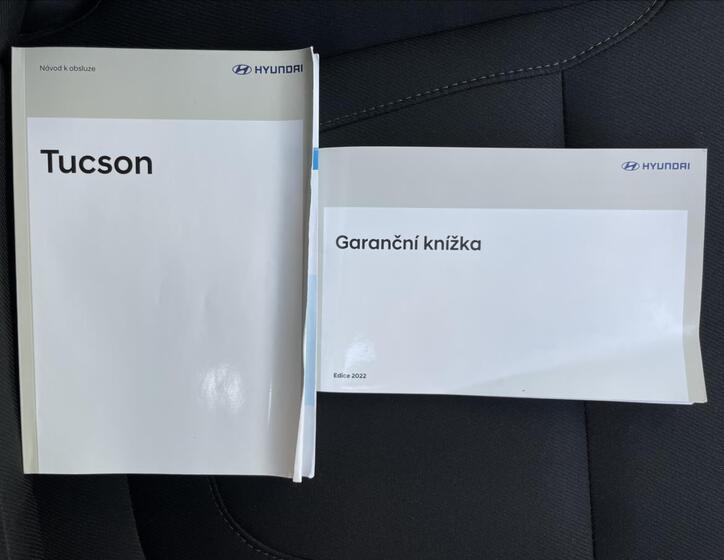 Návod k obsluze
HYUNDAI
Tucson
HYUNDAI
Garanční knížka
Edice 2022